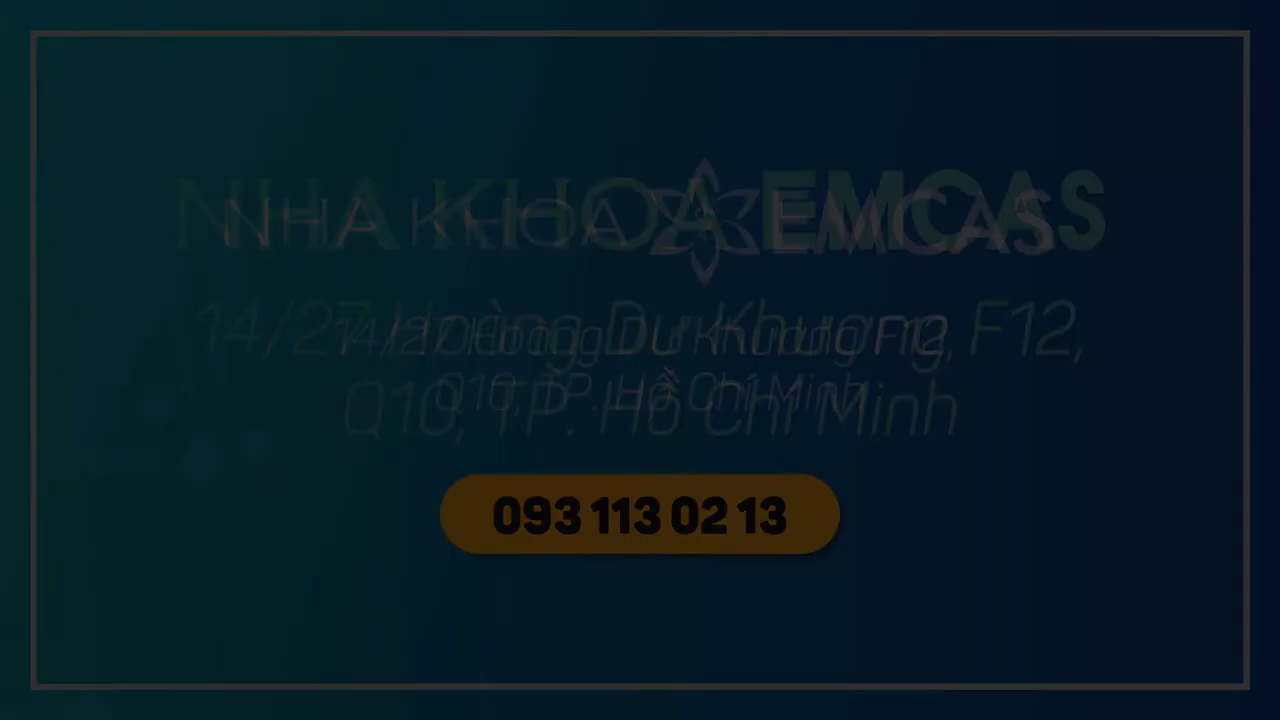 NHA KHOA EMCAS
14/27 Hoàng Dư Khương F12,
Q10, TP. Hồ Chí Minh
093 113 02 13